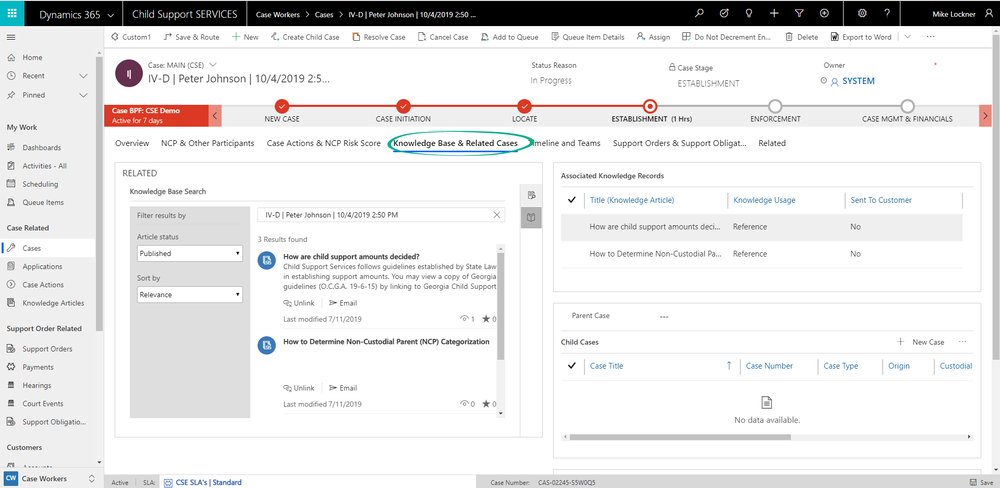 Dynamics 365
Child Support SERVICES
Case Workers > Cases > IV-D | Peter Johnson | 10/4/2019 2:50 ...
Mike Lockner
Custom1
Save & Route
New
Create Child Case
Resolve Case
Cancel Case
Add to Queue
Queue Item Details
Assign
Do Not Decrement En...
Delete
Export to Word
Home
Recent
Pinned
My Work
Dashboards
Activities - All
Scheduling
Queue Items
Case Related
Cases
Applications
Case Actions
Knowledge Articles
Support Order Related
Support Orders
Payments
Hearings
Court Events
Support Obligatio...
Customers
CW
Case Workers
I|
Case: MAIN (CSE)
IV-D | Peter Johnson | 10/4/2019 2:5...
Status Reason
In Progress
Case Stage
ESTABLISHMENT
Owner *
SYSTEM
Case BPF: CSE Demo
Active for 7 days
NEW CASE
CASE INITIATION
LOCATE
ESTABLISHMENT (1 Hrs)
ENFORCEMENT
CASE MGMT & FINANCIALS
Overview
NCP & Other Participants
Case Actions & NCP Risk Score
Knowledge Base & Related Cases
Timeline and Teams
Support Orders & Support Obligat...
Related
RELATED
Knowledge Base Search
Filter results by
Article status
Published
Sort by
Relevance
IV-D | Peter Johnson | 10/4/2019 2:50 PM
3 Results found
How are child support amounts decided?
Child Support Services follows guidelines established by State Law
in establishing support amounts. You may view a copy of Georgia
guidelines (O.C.G.A. 19-6-15) by linking to Georgia Child Support
Unlink
Email
Last modified 7/11/2019
1
0
How to Determine Non-Custodial Parent (NCP) Categorization
Unlink
Email
Last modified 7/11/2019
0
0
Associated Knowledge Records
Title (Knowledge Article)
Knowledge Usage
Sent To Customer
How are child support amounts deci...
Reference
No
How to Determine Non-Custodial Pa...
Reference
No
Parent Case
---
Child Cases
New Case
...
Case Title
Case Number
Case Type
Origin
Custodial
No data available.
Active
SLA:
CSE SLA's | Standard
Case Number:
CAS-02245-S5W0Q5
Save